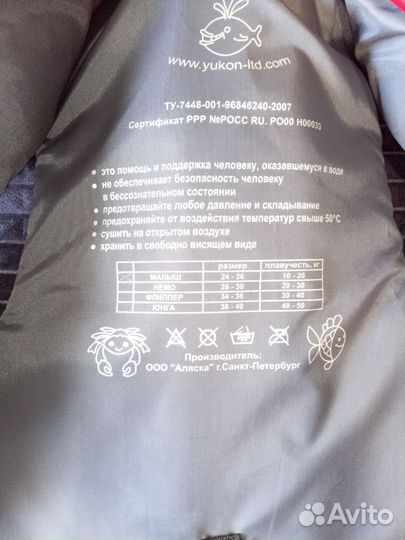 www.yukon-ltd.com
ТУ-7448-001-96846240-2007
Сертификат РРР №РОСС RU. РО00 Н00033
• это помощь и поддержка человеку, оказавшемуся в воде
• не обеспечивает безопасность человеку
в бессознательном состоянии
• предотвращайте любое давление и складывание
• предохраняйте от воздействия температур свыше 50°С
• сушить на открытом воздухе
• хранить в свободно висящем виде
размер плавучесть, кг
МАЛЫШ 24 - 26 10 - 20
НЕМО 28 - 30 20 - 30
ФЛИППЕР 34 - 36 30 - 40
ЮНГА 38 - 40 40 - 50
Производитель:
ООО "Аляска" г.Санкт-Петербург
Avito